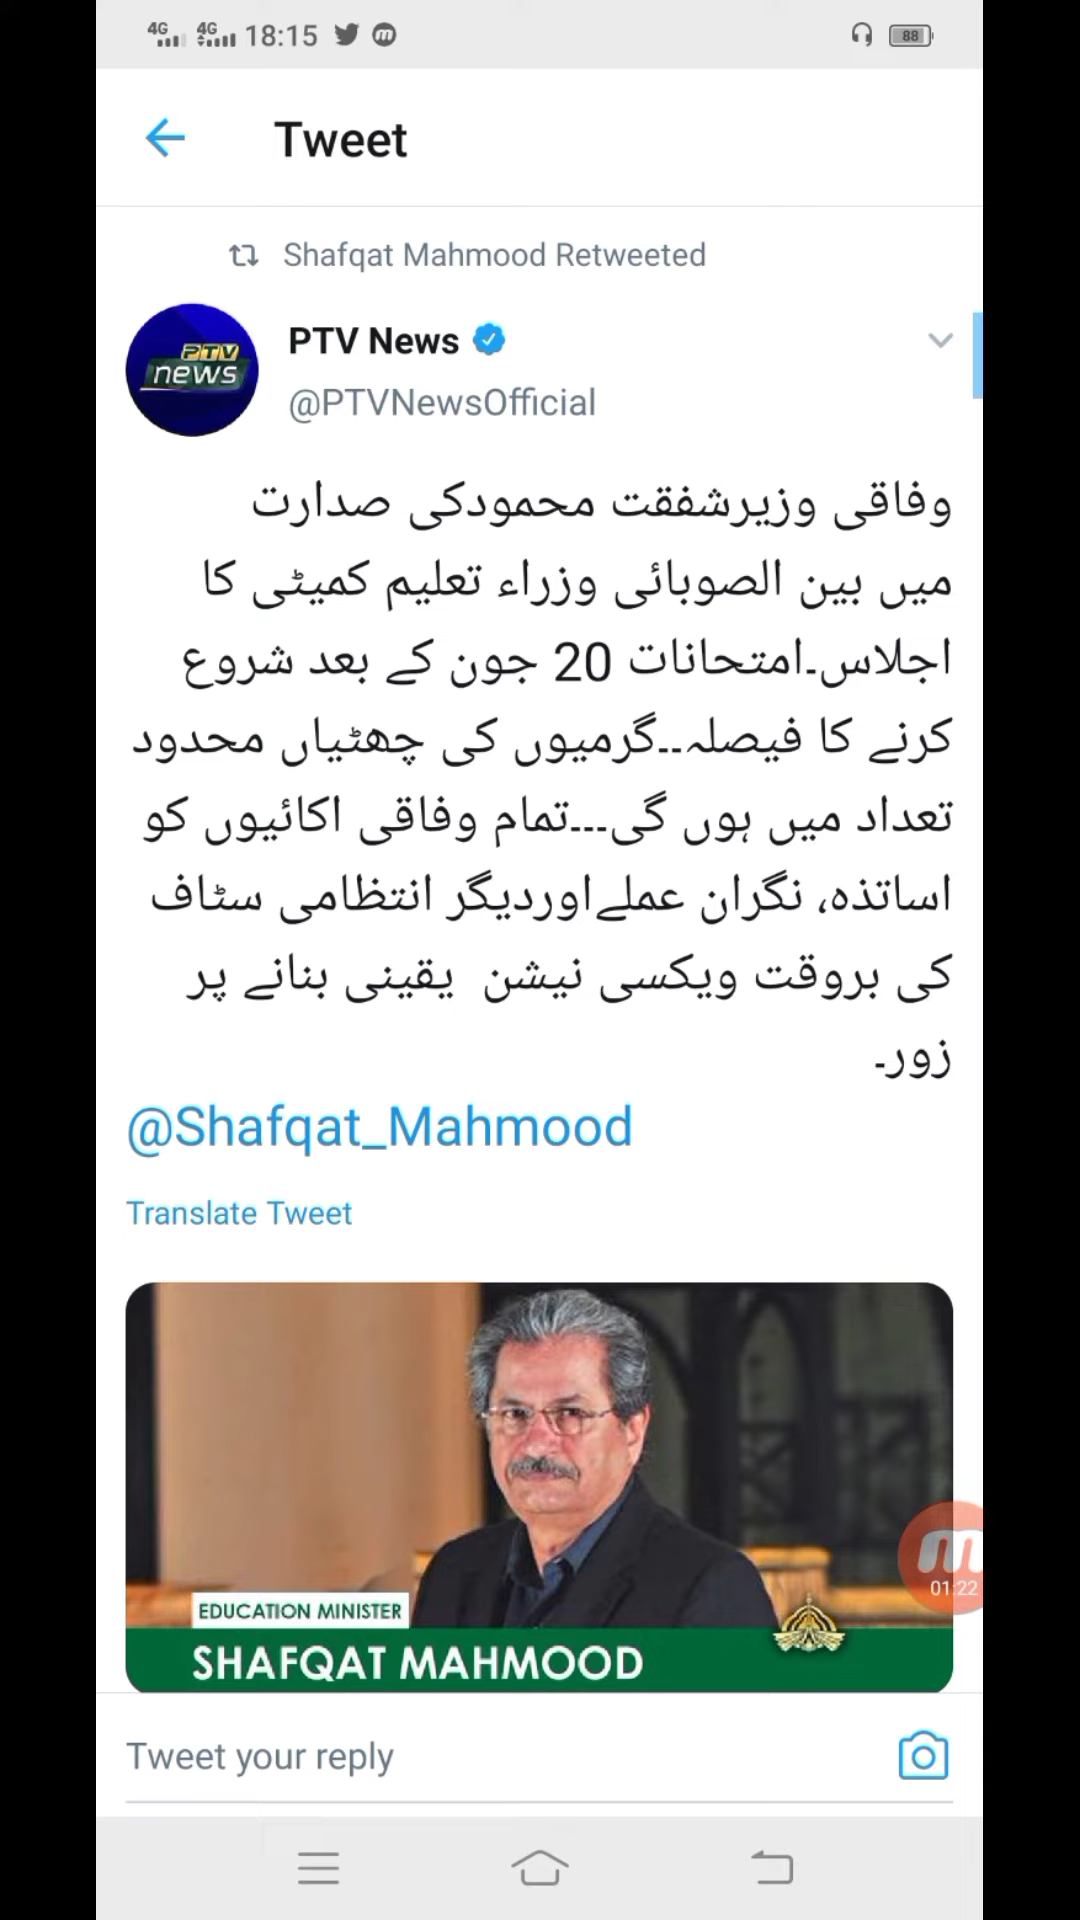 4G 4G 18:15 88
Tweet
Shafqat Mahmood Retweeted
PTV news
PTV News
@PTVNewsOfficial
وفاقی وزیرشفقت محمودکی صدارت
میں بین الصوبائی وزراء تعلیم کمیٹی کا
اجلاس۔امتحانات 20 جون کے بعد شروع
کرنے کا فیصلہ۔۔گرمیوں کی چھٹیاں محدود
تعداد میں ہوں گی۔۔۔تمام وفاقی اکائیوں کو
اساتذہ، نگران عملےاوردیگر انتظامی سٹاف
کی بروقت ویکسی نیشن یقینی بنانے پر
زور۔
@Shafqat_Mahmood
Translate Tweet
01:22
EDUCATION MINISTER
SHAFQAT MAHMOOD
Tweet your reply